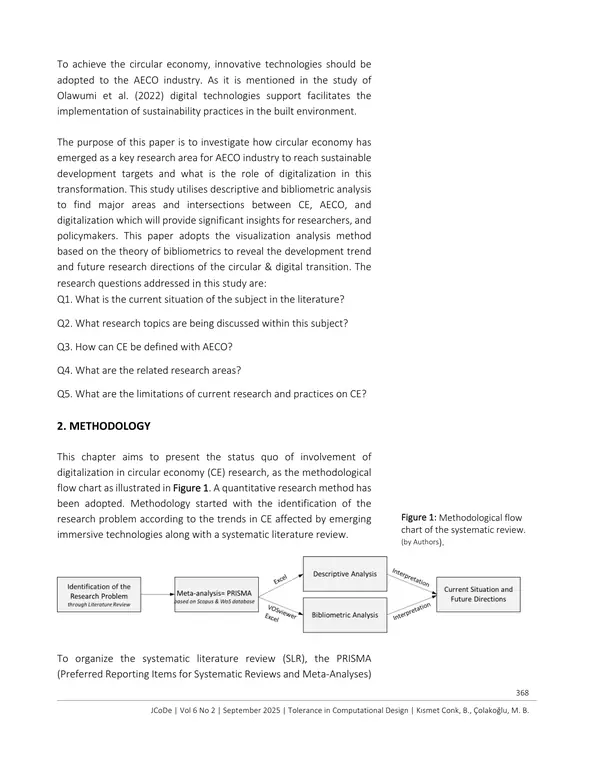 To achieve the circular economy, innovative technologies should be
adopted to the AECO industry. As it is mentioned in the study of
Olawumi et al. (2022) digital technologies support facilitates the
implementation of sustainability practices in the built environment.
The purpose of this paper is to investigate how circular economy has
emerged as a key research area for AECO industry to reach sustainable
development targets and what is the role of digitalization in this
transformation. This study utilises descriptive and bibliometric analysis
to find major areas and intersections between CE, AECO, and
digitalization which will provide significant insights for researchers, and
policymakers. This paper adopts the visualization analysis method
based on the theory of bibliometrics to reveal the development trend
and future research directions of the circular & digital transition. The
research questions addressed in this study are:
Q1. What is the current situation of the subject in the literature?
Q2. What research topics are being discussed within this subject?
Q3. How can CE be defined with AECO?
Q4. What are the related research areas?
Q5. What are the limitations of current research and practices on CE?
2. METHODOLOGY
This chapter aims to present the status quo of involvement of
digitalization in circular economy (CE) research, as the methodological
flow chart as illustrated in Figure 1. A quantitative research method has
been adopted. Methodology started with the identification of the
research problem according to the trends in CE affected by emerging
immersive technologies along with a systematic literature review.
Figure 1: Methodological flow
chart of the systematic review.
(by Authors).
Identification of the
Research Problem
through Literature Review
Meta-analysis= PRISMA
based on Scopus & WoS database
Excel
VOSviewer
Excel
Descriptive Analysis
Bibliometric Analysis
Interpretation
Interpretation
Current Situation and
Future Directions
To organize the systematic literature review (SLR), the PRISMA
(Preferred Reporting Items for Systematic Reviews and Meta-Analyses)
368
JCoDe | Vol 6 No 2 | September 2025 | Tolerance in Computational Design | Kısmet Conk, B., Çolakoğlu, M. B.